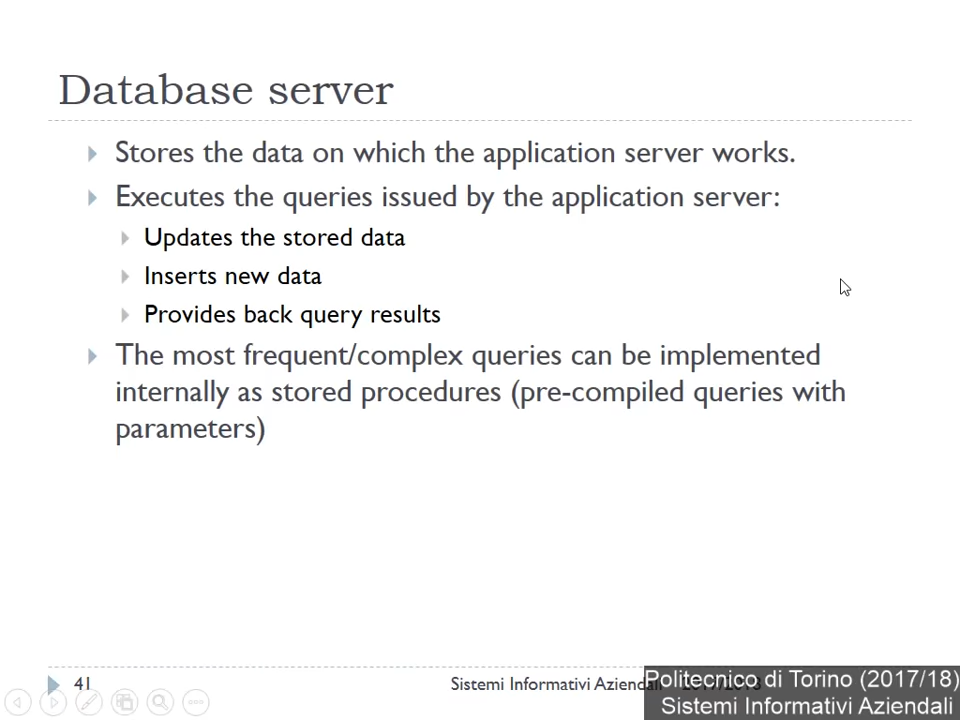 Database server
Stores the data on which the application server works.
Executes the queries issued by the application server:
Updates the stored data
Inserts new data
Provides back query results
The most frequent/complex queries can be implemented
internally as stored procedures (pre-compiled queries with
parameters)
41
Sistemi Informativi Aziendali
Politecnico di Torino (2017/18)
Sistemi Informativi Aziendali